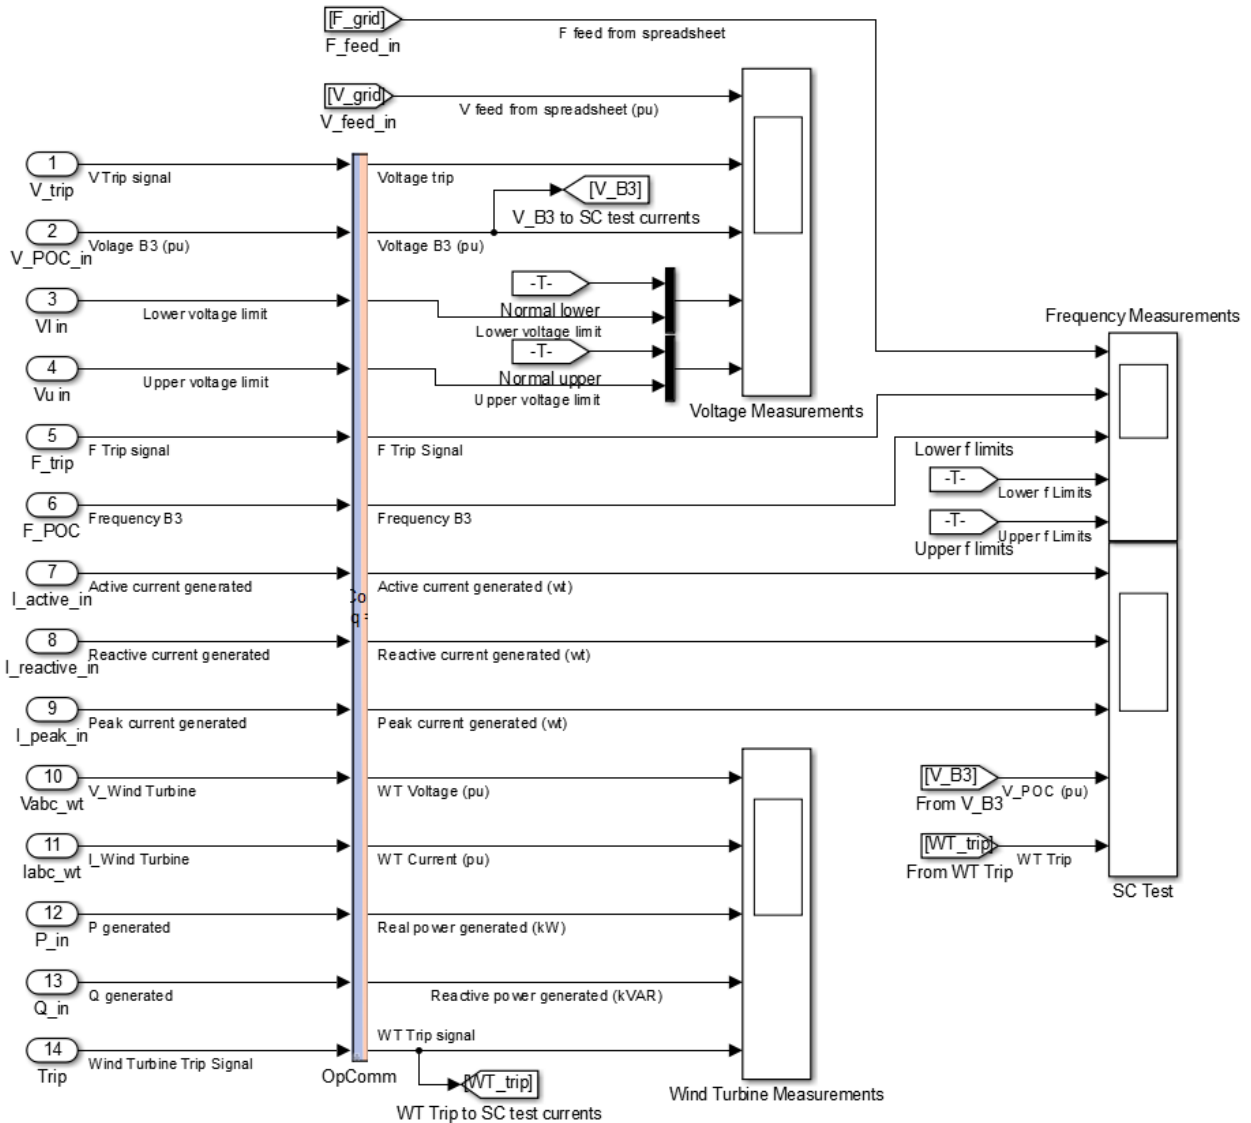 [F_grid]
F_feed_in
F feed from spreadsheet
[V_grid]
V_feed_in
V feed from spreadsheet (pu)
1
V_trip
V Trip signal
Voltage trip
[V_B3]
V_B3 to SC test currents
2
V_POC_in
Volage B3 (pu)
Voltage B3 (pu)
3
Vl in
Lower voltage limit
-T-
Normal lower
Lower voltage limit
4
Vu in
Upper voltage limit
-T-
Normal upper
Upper voltage limit
Voltage Measurements
Frequency Measurements
5
F_trip
F Trip signal
F Trip Signal
Lower f limits
-T-
Lower f Limits
6
F_POC
Frequency B3
Frequency B3
-T-
Upper f Limits
Upper f limits
7
I_active_in
Active current generated
Active current generated (wt)
Co
q =
8
I_reactive_in
Reactive current generated
Reactive current generated (wt)
9
I_peak_in
Peak current generated
Peak current generated (wt)
10
Vabc_wt
V_Wind Turbine
WT Voltage (pu)
[V_B3]
From V_B3
V_POC (pu)
11
Iabc_wt
I_Wind Turbine
WT Current (pu)
[WT_trip]
From WT Trip
WT Trip
SC Test
12
P_in
P generated
Real power generated (kW)
13
Q_in
Q generated
Reactive power generated (kVAR)
14
Trip
Wind Turbine Trip Signal
WT Trip signal
OpComm
[WT_trip]
WT Trip to SC test currents
Wind Turbine Measurements